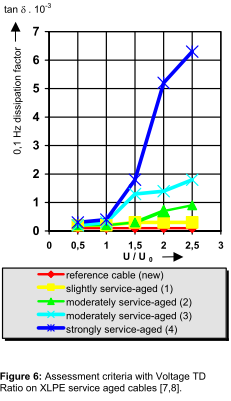 tan δ . 10⁻³
0,1 Hz dissipation factor
7
6
5
4
3
2
1
0
0 0,5 1 1,5 2 2,5 3
U / U₀
reference cable (new)
slightly service-aged (1)
moderately service-aged (2)
moderately service-aged (3)
strongly service-aged (4)
Figure 6: Assessment criteria with Voltage TD
Ratio on XLPE service aged cables [7,8].